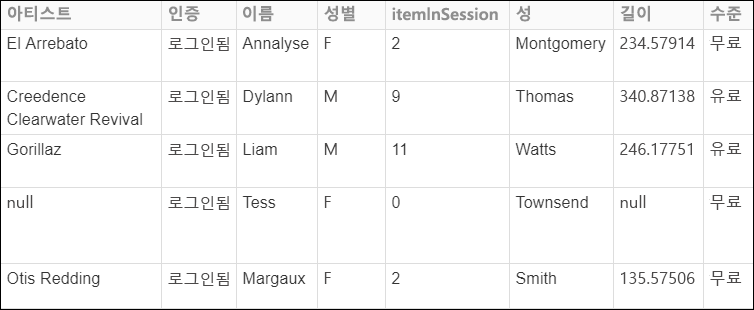 아티스트 인증 이름 성별 itemInSession 성 길이 수준
El Arrebato 로그인됨 Annalyse F 2 Montgomery 234.57914 무료
Creedence 로그인됨 Dylann M 9 Thomas 340.87138 유료
Clearwater Revival
Gorillaz 로그인됨 Liam M 11 Watts 246.17751 유료
null 로그인됨 Tess F 0 Townsend null 무료
Otis Redding 로그인됨 Margaux F 2 Smith 135.57506 무료